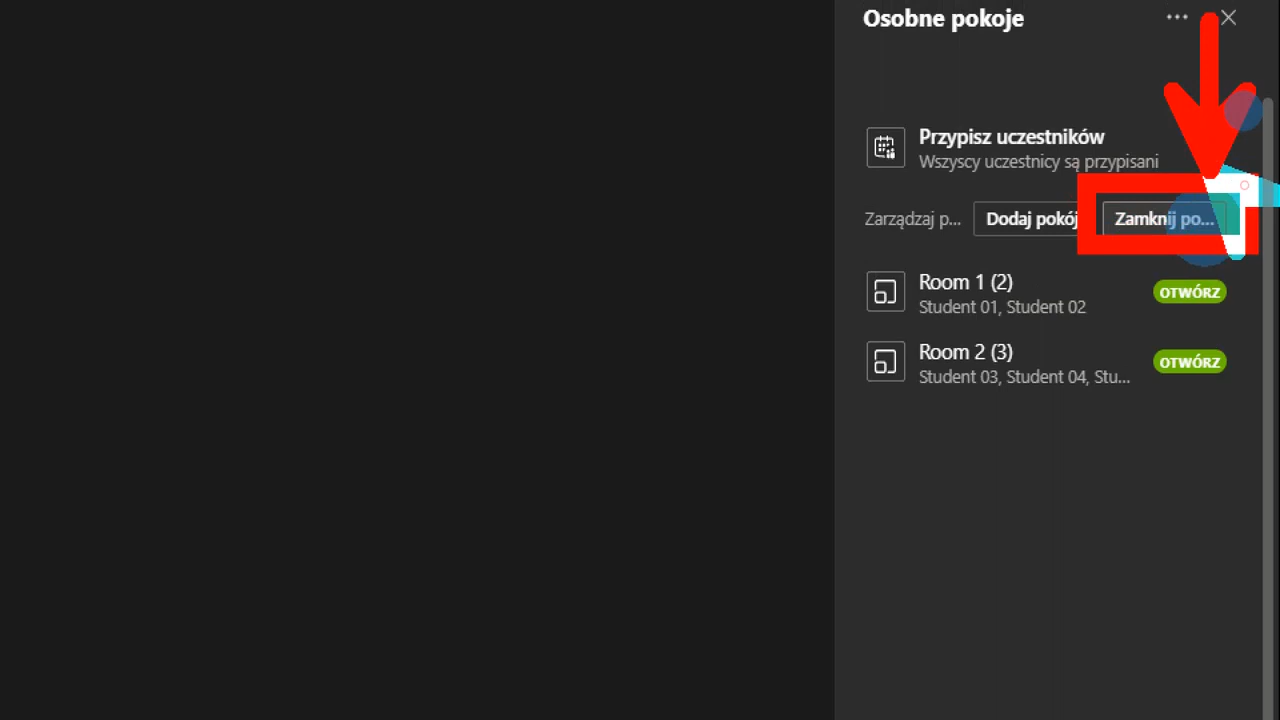 Osobne pokoje
Przypisz uczestników
Wszyscy uczestnicy są przypisani
Zarządzaj p... Dodaj pokój Zamknij po...
Room 1 (2)
Student 01, Student 02
OTWÓRZ
Room 2 (3)
Student 03, Student 04, Stu...
OTWÓRZ